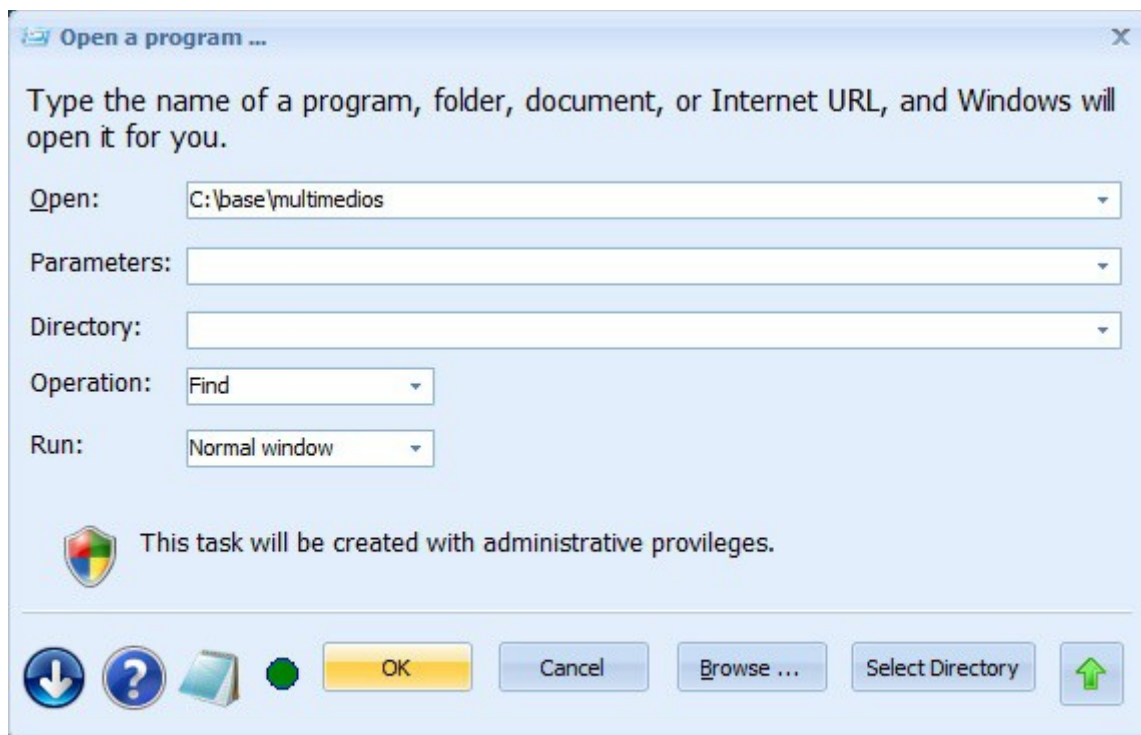 Open a program ...
Type the name of a program, folder, document, or Internet URL, and Windows will
open it for you.
Open: C:\base\multimedios
Parameters:
Directory:
Operation: Find
Run: Normal window
This task will be created with administrative provileges.
OK Cancel Browse ... Select Directory